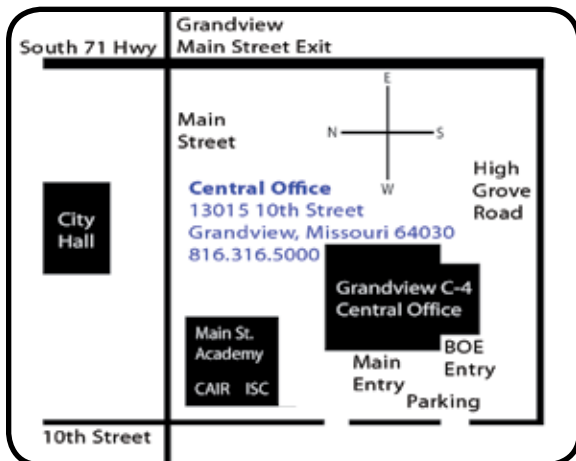 Grandview
South 71 Hwy
Main Street Exit
E
N
S
W
Main
Street
High
Grove
Road
Central Office
13015 10th Street
Grandview, Missouri 64030
816.316.5000
City
Hall
Grandview C-4
Central Office
Main St.
Academy
CAIR ISC
Main
Entry
BOE
Entry
Parking
10th Street